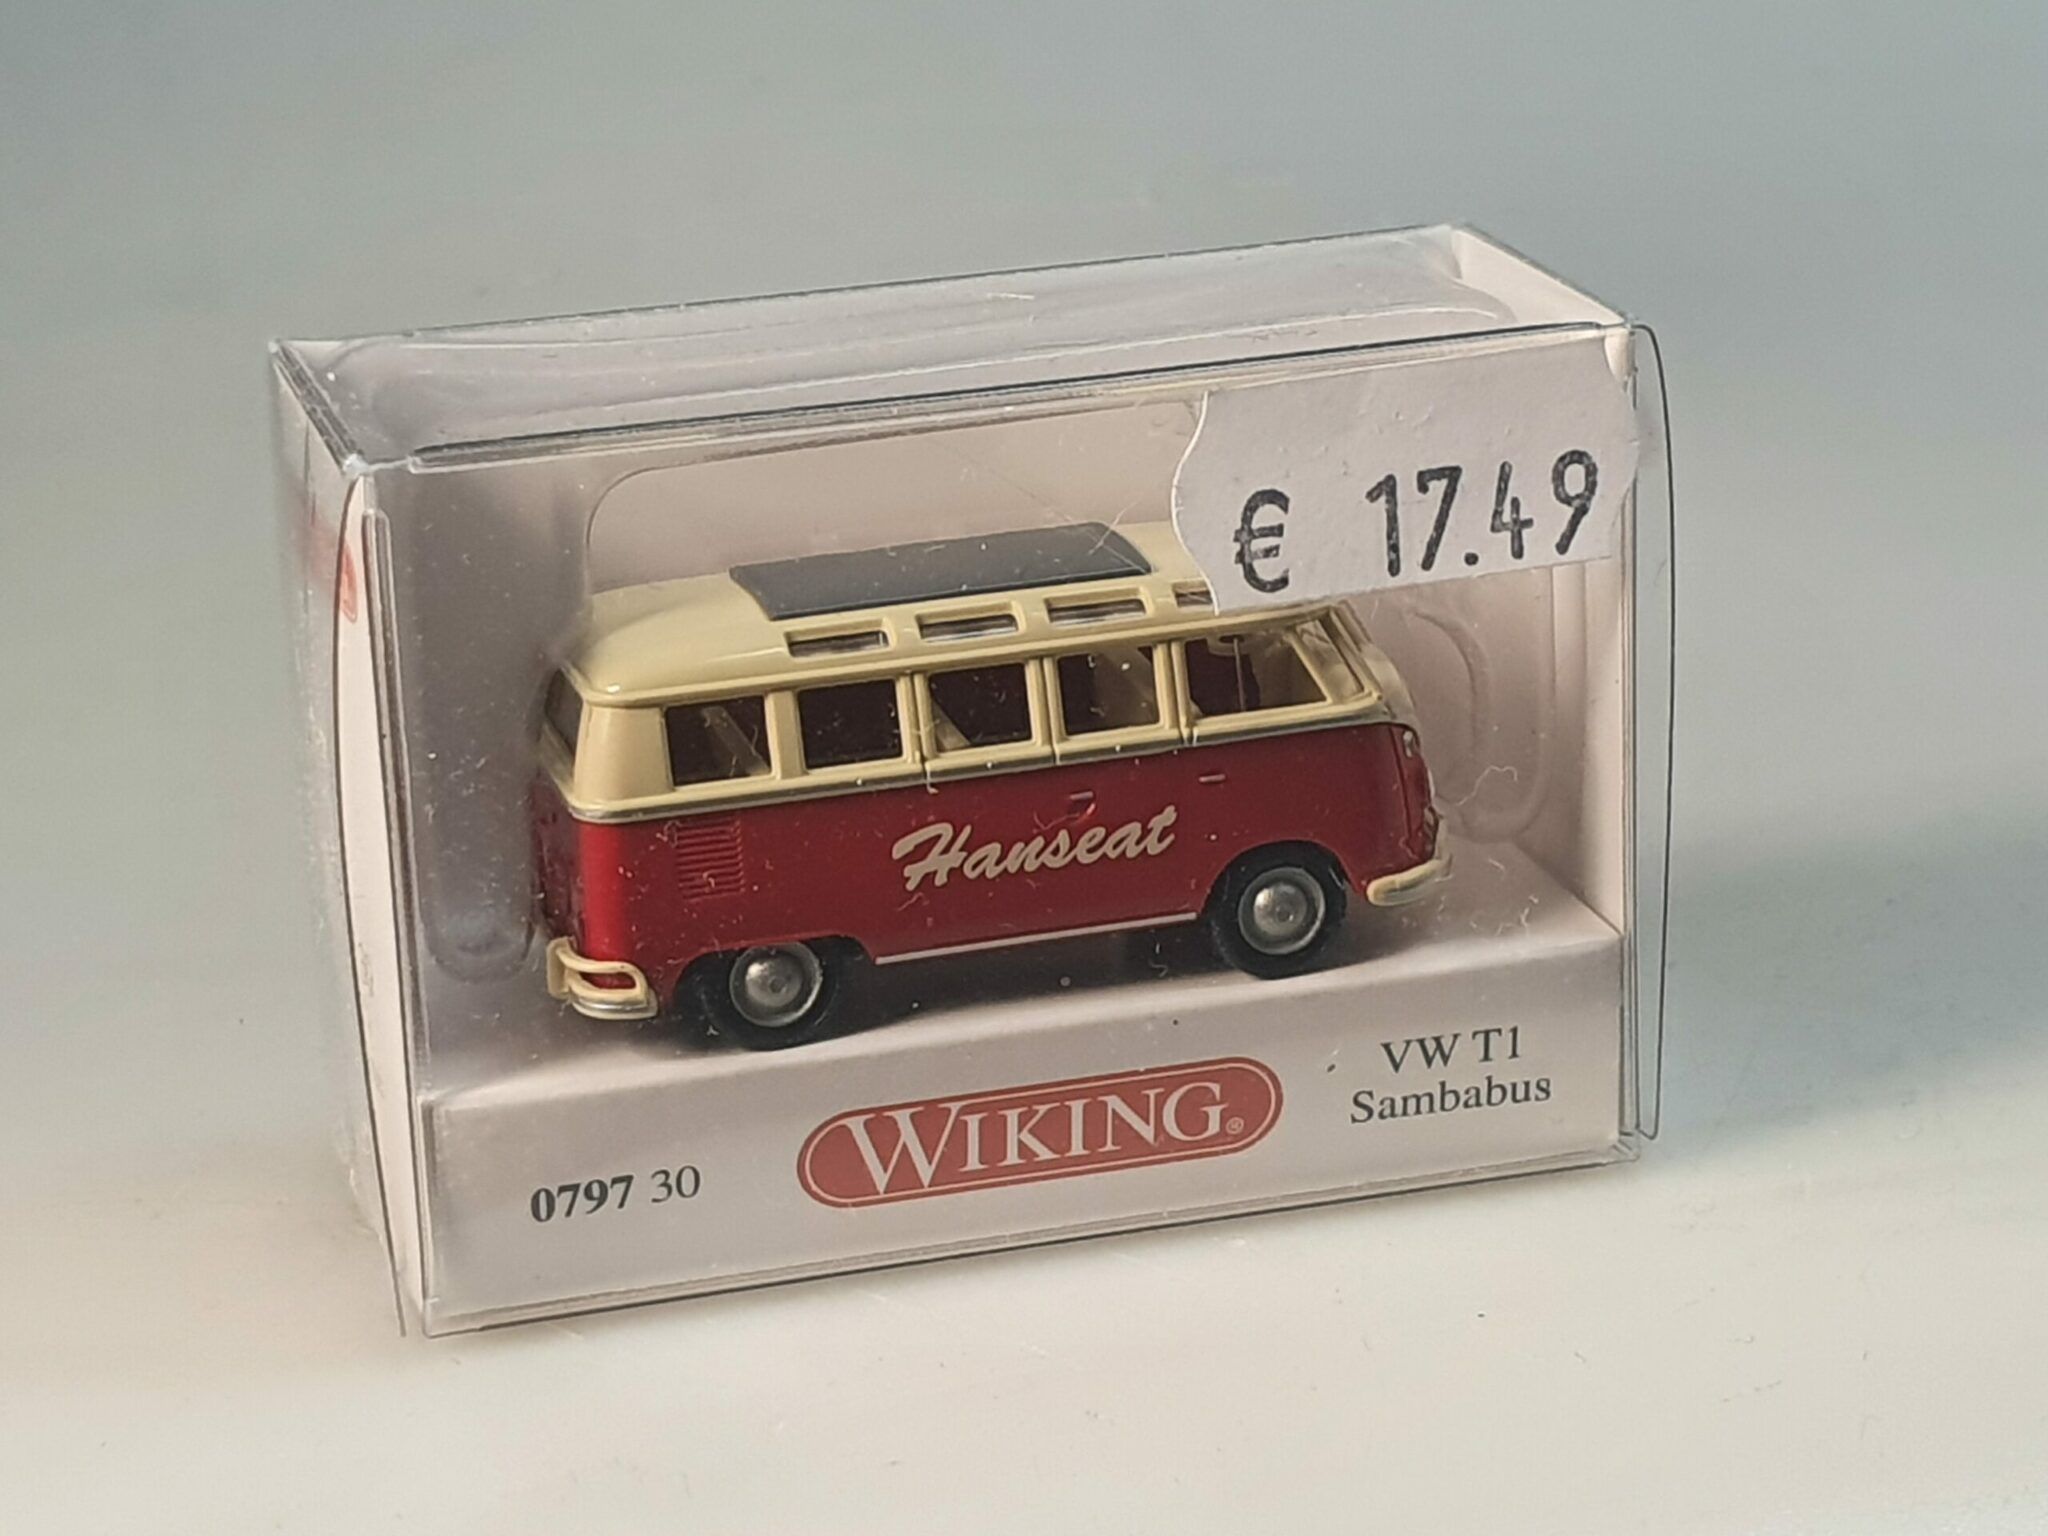 € 17.49
Hanseat
VW T1
Sambabus
WIKING®
0797 30